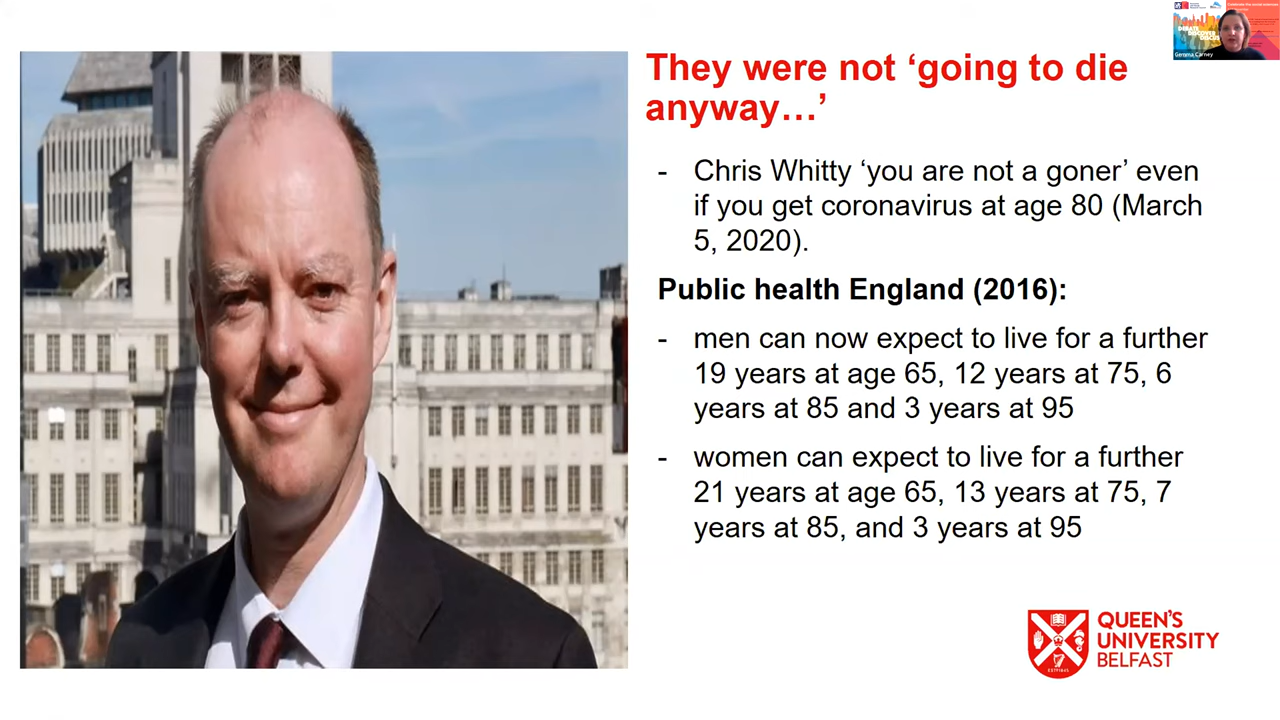 They were not ‘going to die
anyway…’
- Chris Whitty ‘you are not a goner’ even
if you get coronavirus at age 80 (March
5, 2020).
Public health England (2016):
- men can now expect to live for a further
19 years at age 65, 12 years at 75, 6
years at 85 and 3 years at 95
- women can expect to live for a further
21 years at age 65, 13 years at 75, 7
years at 85, and 3 years at 95
QUEEN'S
UNIVERSITY
BELFAST
DEBATE
DISCOVER
Gemma Carney